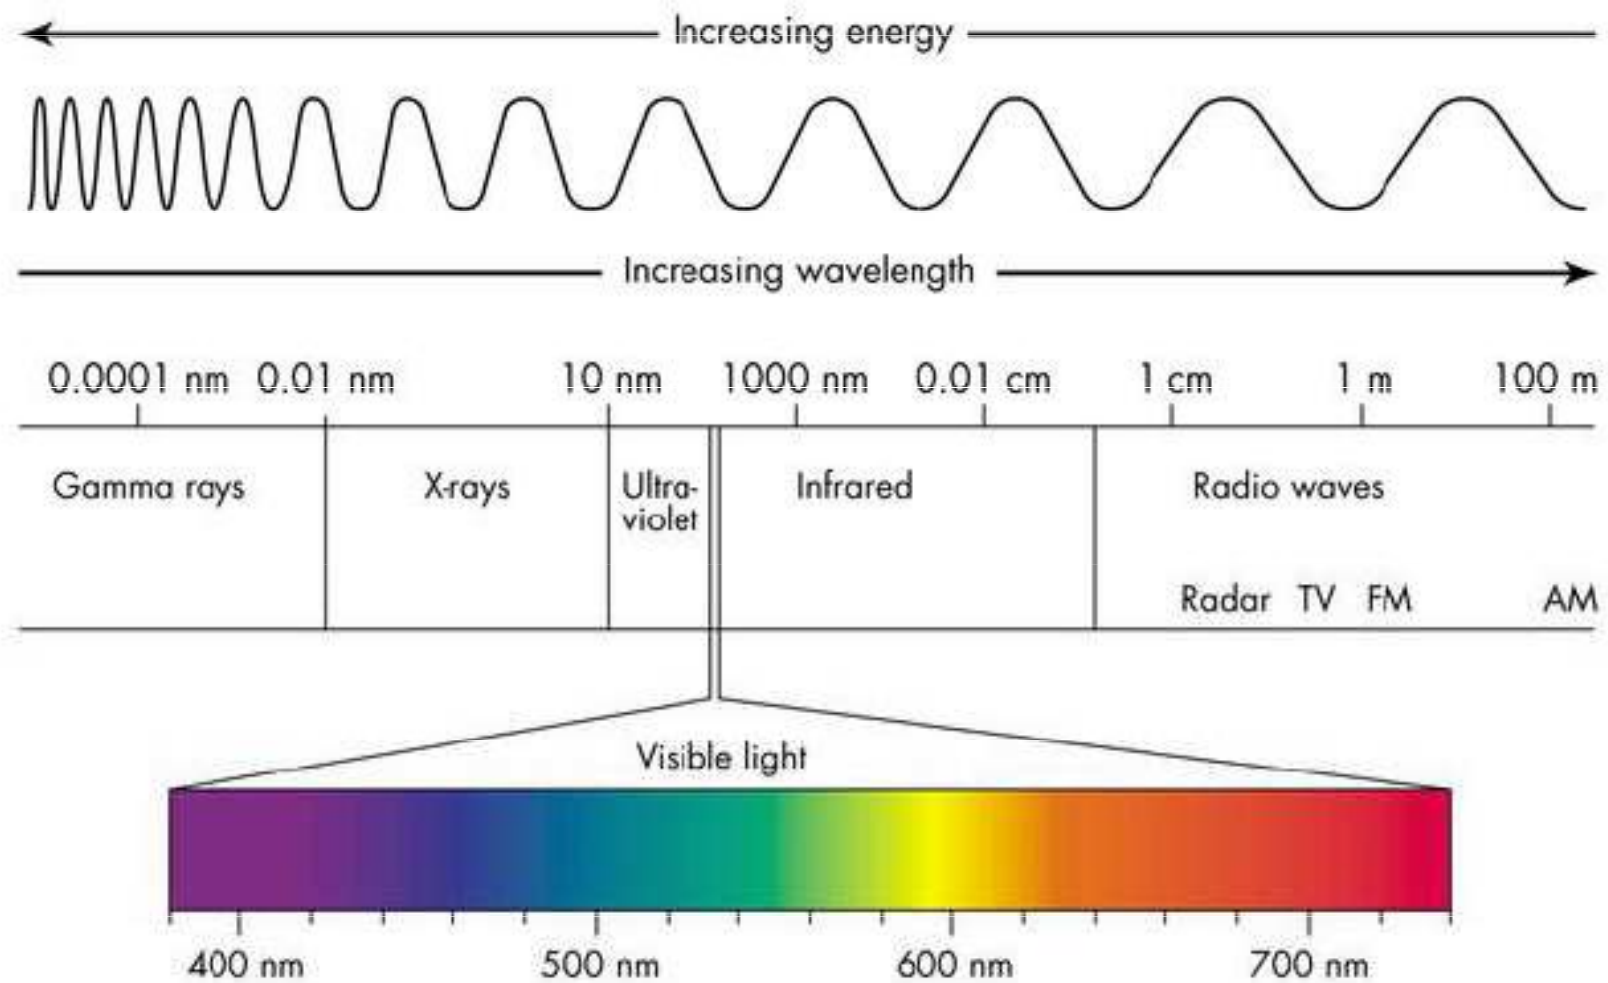 Increasing energy
Increasing wavelength
0.0001 nm 0.01 nm 10 nm 1000 nm 0.01 cm 1 cm 1 m 100 m
Gamma rays X-rays Ultra- Infrared Radio waves
violet
Radar TV FM AM
Visible light
400 nm 500 nm 600 nm 700 nm